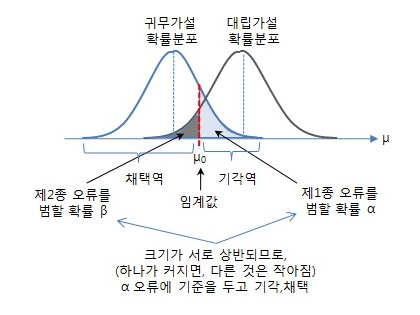 귀무가설
확률분포
대립가설
확률분포
μ
μ₀
채택역
기각역
임계값
제2종 오류를
범할 확률 β
제1종 오류를
범할 확률 α
크기가 서로 상반되므로,
(하나가 커지면, 다른 것은 작아짐)
α 오류에 기준을 두고 기각,채택